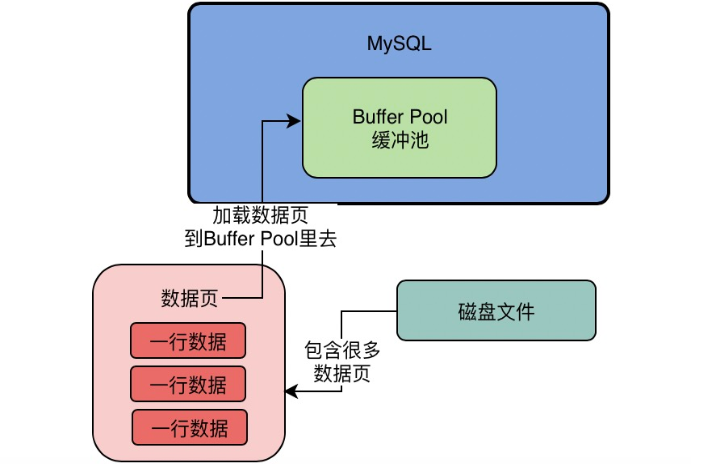 MySQL
Buffer Pool
缓冲池
加载数据页
到Buffer Pool里去
数据页
一行数据
一行数据
一行数据
磁盘文件
包含很多
数据页